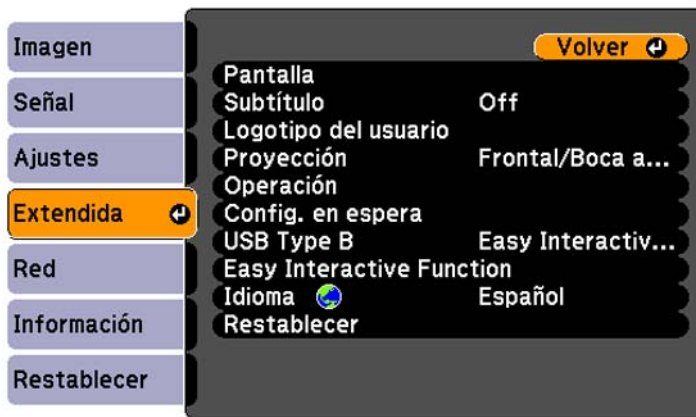 Imagen
Señal
Ajustes
Extendida
Red
Información
Restablecer
Volver
Pantalla
Subtítulo Off
Logotipo del usuario
Proyección Frontal/Boca a...
Operación
Config. en espera
USB Type B Easy Interactiv...
Easy Interactive Function
Idioma Español
Restablecer